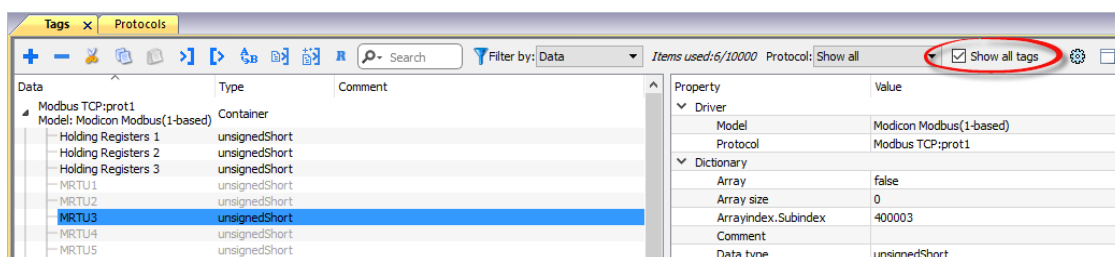 Tags x Protocols
R Search Filter by: Data Items used:6/10000 Protocol: Show all Show all tags
Data Type Comment Property Value
Modbus TCP:prot1
Model: Modicon Modbus(1-based) Container
Driver
Model Modicon Modbus(1-based)
Holding Registers 1 unsignedShort
Protocol Modbus TCP:prot1
Holding Registers 2 unsignedShort
Dictionary
Holding Registers 3 unsignedShort
Array false
MRTU1 unsignedShort
Array size 0
MRTU2 unsignedShort
Arrayindex.Subindex 400003
MRTU3 unsignedShort
Comment
MRTU4 unsignedShort
Data type unsignedShort
MRTU5 unsignedShort